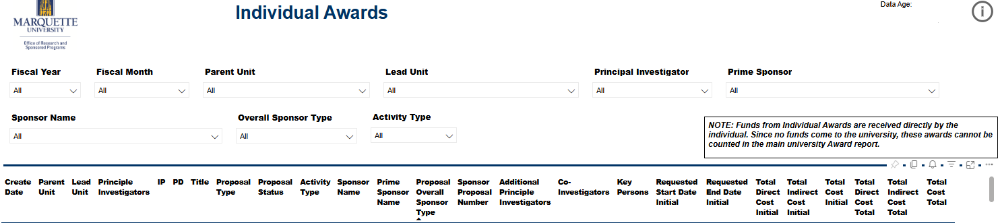 MARQUETTE
UNIVERSITY
Office of Research and
Sponsored Programs
Individual Awards
Data Age:
Fiscal Year
Fiscal Month
Parent Unit
Lead Unit
Principal Investigator
Prime Sponsor
All
All
All
All
All
All
Sponsor Name
Overall Sponsor Type
Activity Type
All
All
All
NOTE: Funds from Individual Awards are received directly by the
individual. Since no funds come to the university, these awards cannot be
counted in the main university Award report.
Create
Date
Parent
Unit
Lead
Unit
Principle
Investigators
IP
PD
Title
Proposal
Type
Proposal
Status
Activity
Type
Sponsor
Name
Prime
Sponsor
Name
Proposal
Overall
Sponsor
Type
Sponsor
Proposal
Number
Additional
Principle
Investigators
Co-
Investigators
Key
Persons
Requested
Start Date
Initial
Requested
End Date
Initial
Total
Direct
Cost
Initial
Total
Indirect
Cost
Initial
Total
Cost
Initial
Total
Direct
Cost
Total
Total
Indirect
Cost
Total
Total
Cost
Total